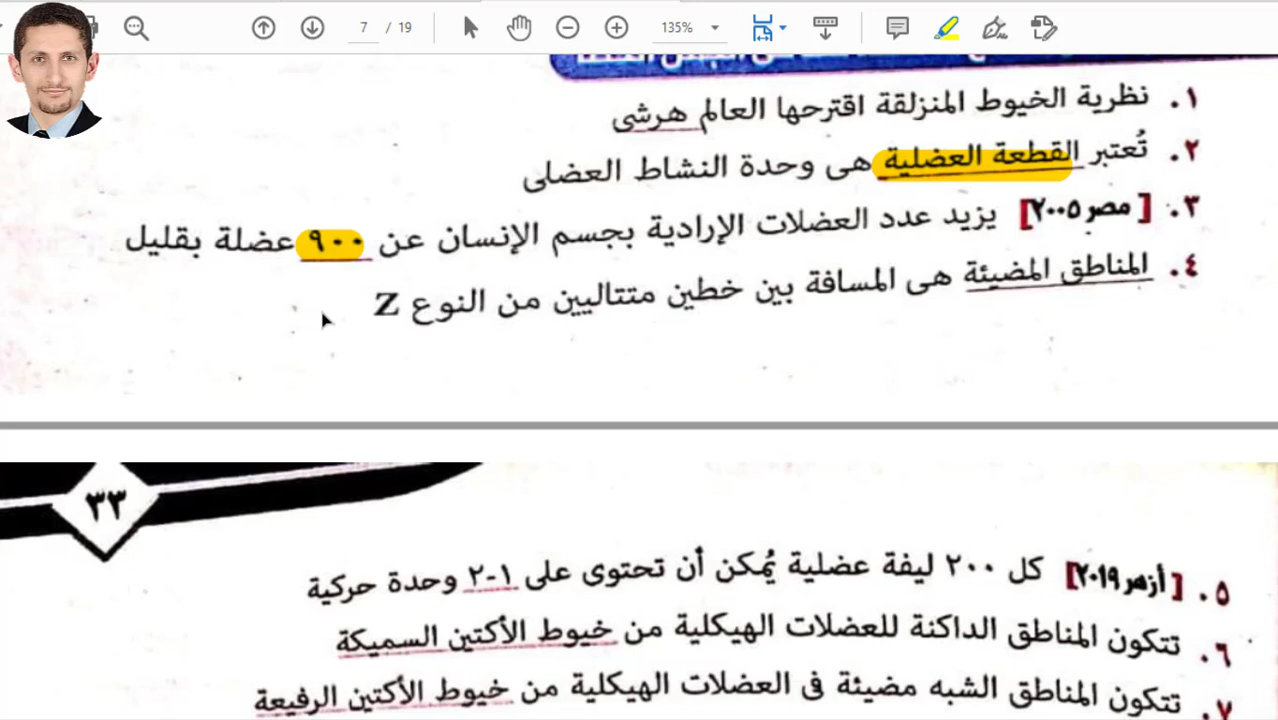 7 / 19
135%
١. نظرية الخيوط المنزلقة اقترحها العالم هرشى
٢. تُعتبر القطعة العضلية هى وحدة النشاط العضلى
٣. [مصر ٢٠٠٥] يزيد عدد العضلات الإرادية بجسم الإنسان عن ٩٠٠ عضلة بقليل
٤. المناطق المضيئة هى المسافة بين خطين متتاليين من النوع Z
٣٣
٥. [أزهر ٢٠١٩] كل ٢٠٠ ليفة عضلية يُمكن أن تحتوى على ١-٢ وحدة حركية
٦. تتكون المناطق الداكنة للعضلات الهيكلية من خيوط الأكتين السميكة
٧. تتكون المناطق الشبه مضيئة فى العضلات الهيكلية من خيوط الأكتين الرفيعة